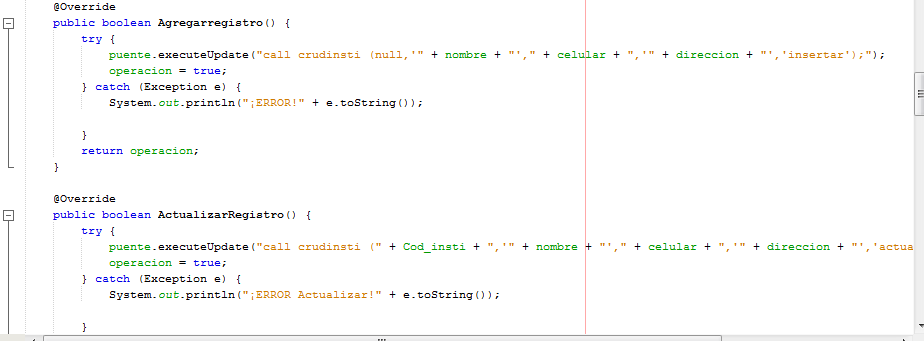 @Override
public boolean Agregarregistro() {
try {
puente.executeUpdate("call crudinsti (null,'" + nombre + "'," + celular + ",'" + direccion + "','insertar');");
operacion = true;
} catch (Exception e) {
System.out.println("¡ERROR!" + e.toString());
}
return operacion;
}
@Override
public boolean ActualizarRegistro() {
try {
puente.executeUpdate("call crudinsti (" + Cod_insti + ",'" + nombre + "'," + celular + ",'" + direccion + "','actua
operacion = true;
} catch (Exception e) {
System.out.println("¡ERROR Actualizar!" + e.toString());
}